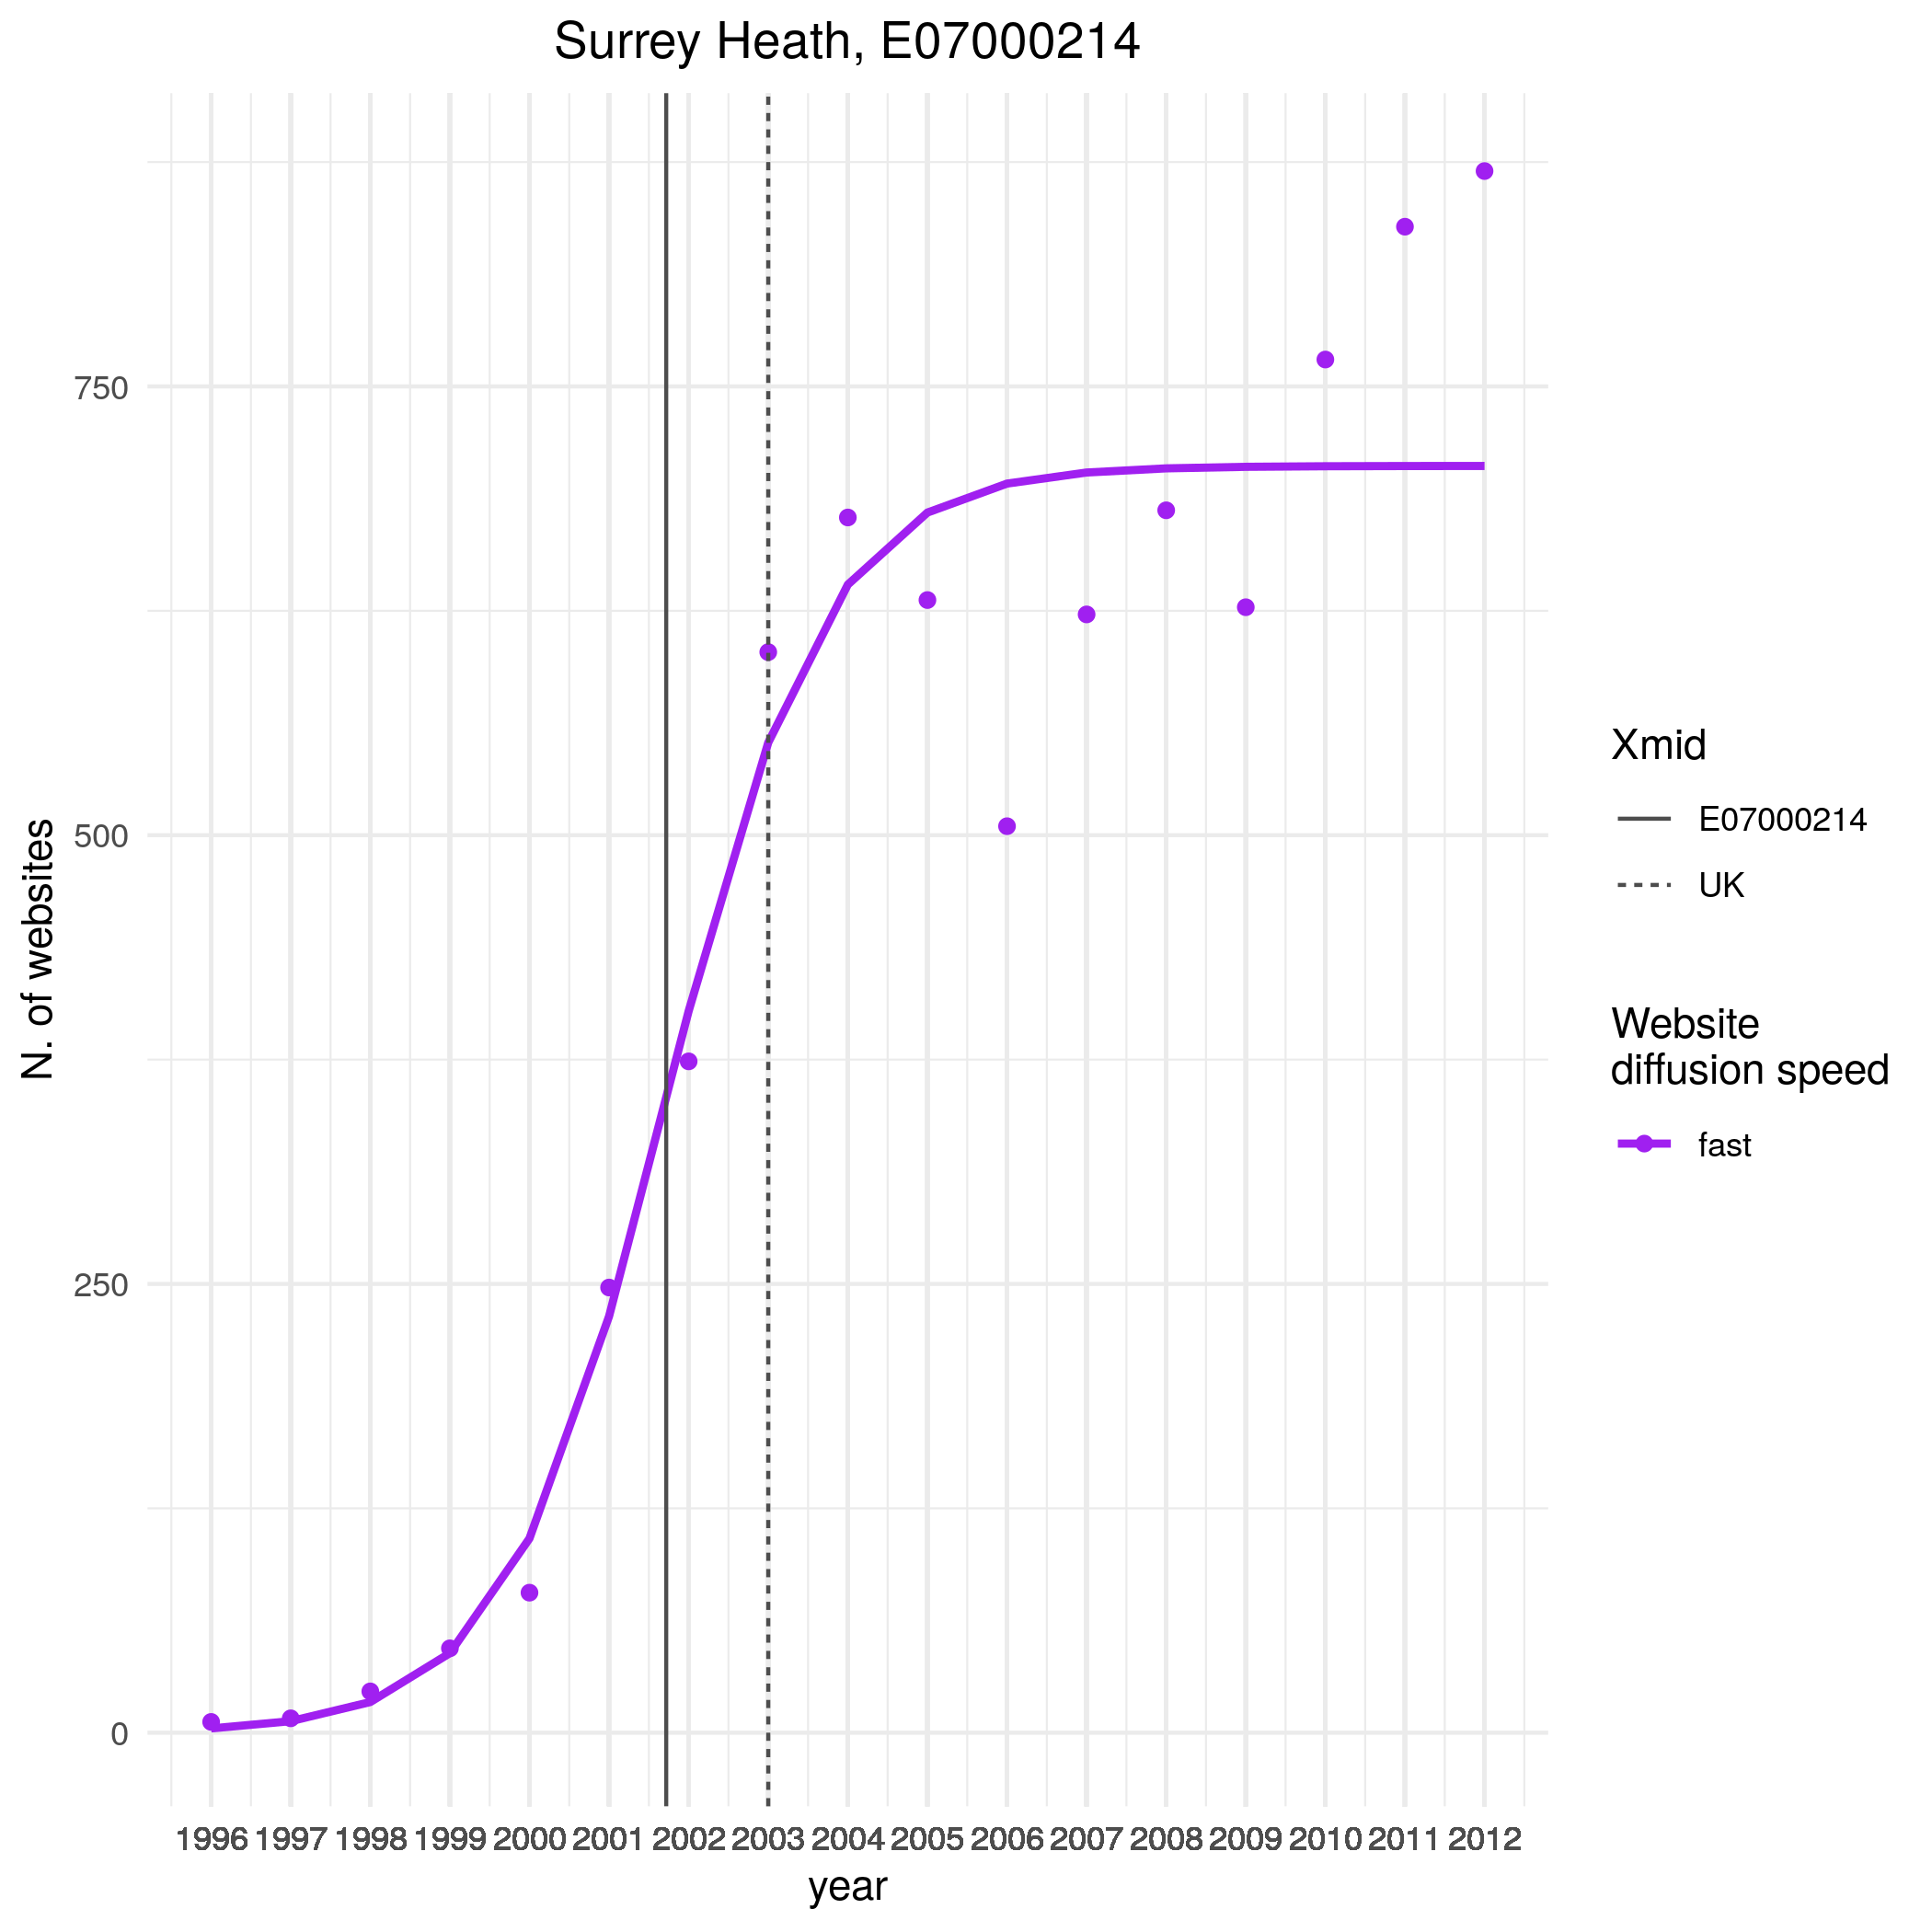 Surrey Heath, E07000214
N. of websites
750
500
250
0
1996 1997 1998 1999 2000 2001 2002 2003 2004 2005 2006 2007 2008 2009 2010 2011 2012
year
Xmid
E07000214
UK
Website
diffusion speed
fast